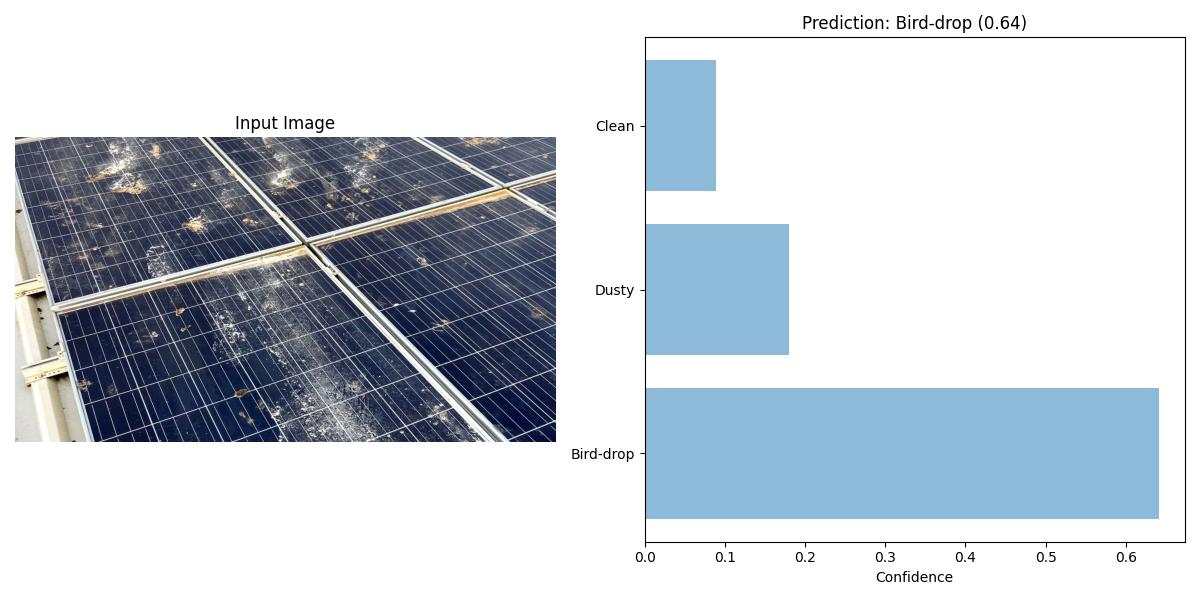 Input Image
Prediction: Bird-drop (0.64)
Clean
Dusty
Bird-drop
0.0 0.1 0.2 0.3 0.4 0.5 0.6
Confidence